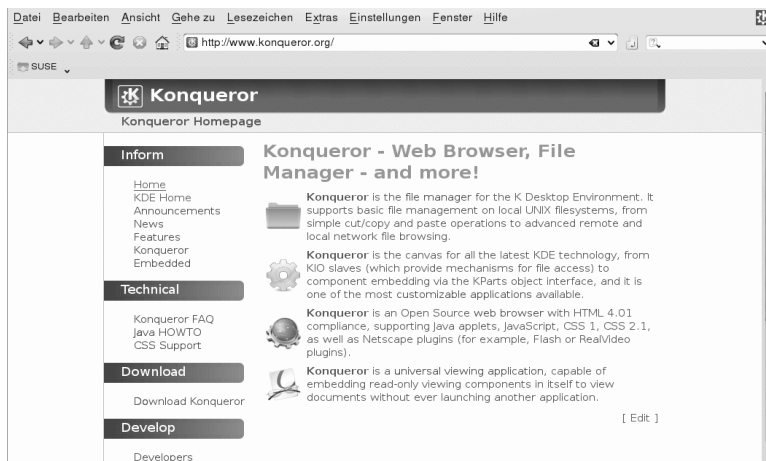 Datei Bearbeiten Ansicht Gehe zu Lesezeichen Extras Einstellungen Fenster Hilfe
http://www.konqueror.org/
SUSE
Konqueror
Konqueror Homepage
Inform
Home
KDE Home
Announcements
News
Features
Konqueror
Embedded
Technical
Konqueror FAQ
Java HOWTO
CSS Support
Download
Download Konqueror
Develop
Developers
Konqueror - Web Browser, File
Manager - and more!
Konqueror is the file manager for the K Desktop Environment. It
supports basic file management on local UNIX filesystems, from
simple cut/copy and paste operations to advanced remote and
local network file browsing.
Konqueror is the canvas for all the latest KDE technology, from
KIO slaves (which provide mechanisms for file access) to
component embedding via the KParts object interface, and it is
one of the most customizable applications available.
Konqueror is an Open Source web browser with HTML 4.01
compliance, supporting Java applets, JavaScript, CSS 1, CSS 2.1,
as well as Netscape plugins (for example, Flash or RealVideo
plugins).
Konqueror is a universal viewing application, capable of
embedding read-only viewing components in itself to view
documents without ever launching another application.
[ Edit ]